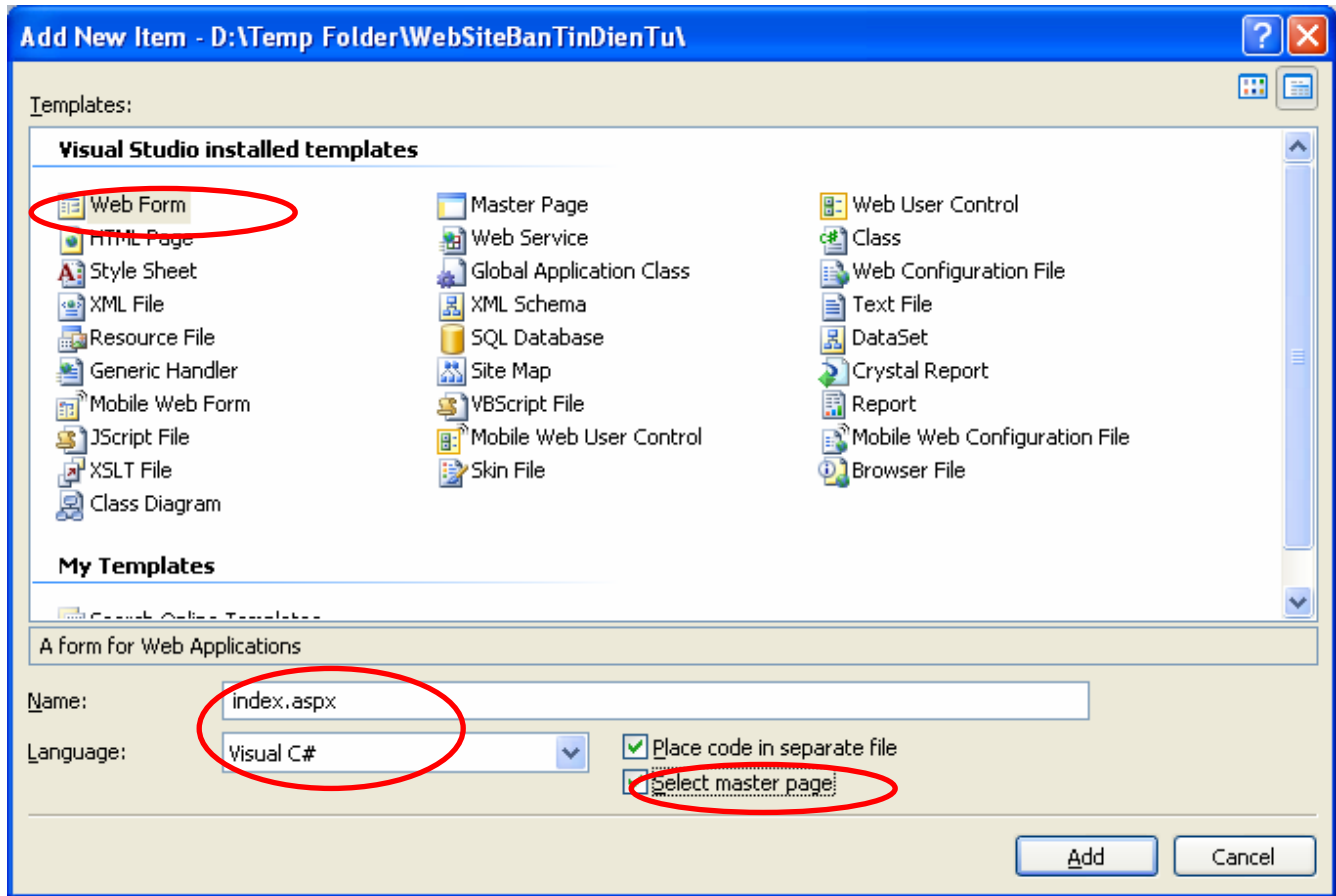 Add New Item - D:\Temp Folder\WebSiteBanTinDienTu\
Templates:
Visual Studio installed templates
Web Form
Master Page
Web User Control
HTML Page
Web Service
Class
Style Sheet
Global Application Class
Web Configuration File
XML File
XML Schema
Text File
Resource File
SQL Database
DataSet
Generic Handler
Site Map
Crystal Report
Mobile Web Form
VBScript File
Report
JScript File
Mobile Web User Control
Mobile Web Configuration File
XSLT File
Skin File
Browser File
Class Diagram
My Templates
Search Online Templates
A form for Web Applications
Name:
index.aspx
Language:
Visual C#
Place code in separate file
Select master page
Add
Cancel